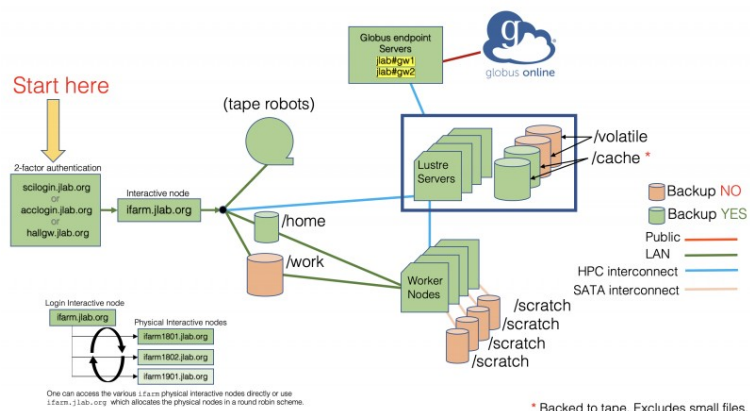 Globus endpoint
Servers
jlab#gw1
jlab#gw2
g
globus online
Start here
(tape robots)
2-factor authentication
scilogin.jlab.org
or
acclogin.jlab.org
or
hallgw.jlab.org
Interactive node
ifarm.jlab.org
Lustre
Servers
/volatile
/cache *
Backup NO
Backup YES
Public
LAN
HPC interconnect
SATA interconnect
/home
/work
Worker
Nodes
/scratch
/scratch
/scratch
/scratch
Login Interactive node
ifarm.jlab.org
Physical Interactive nodes
ifarm1801.jlab.org
ifarm1802.jlab.org
ifarm1901.jlab.org
One can access the various ifarm physical interactive nodes directly or use
ifarm.jlab.org which allocates the physical nodes in a round robin scheme.
* Backed to tape. Excludes small files